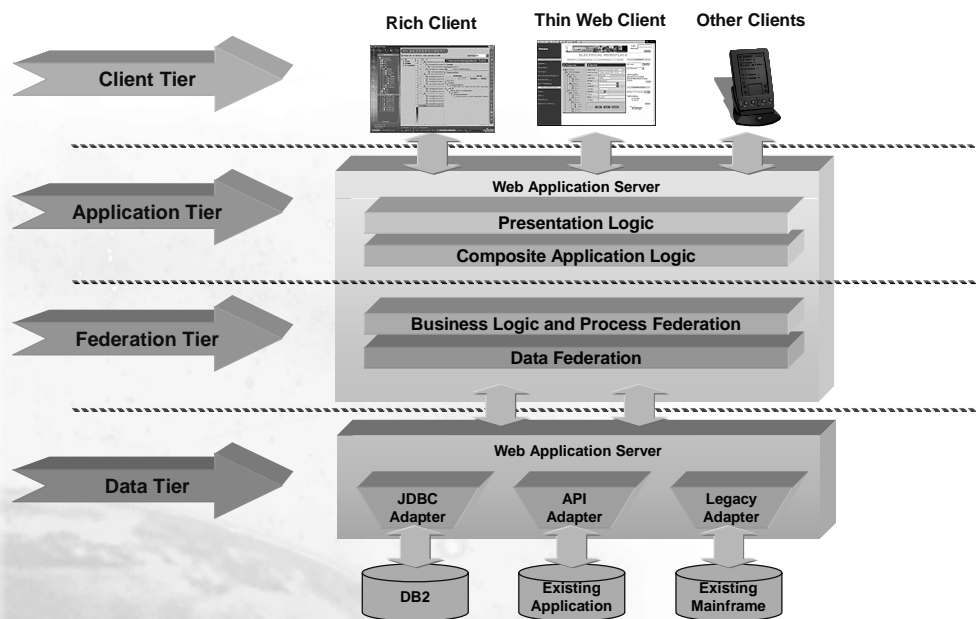 Rich Client
Thin Web Client
Other Clients
Client Tier
Web Application Server
Application Tier
Presentation Logic
Composite Application Logic
Federation Tier
Business Logic and Process Federation
Data Federation
Web Application Server
Data Tier
JDBC
Adapter
API
Adapter
Legacy
Adapter
DB2
Existing
Application
Existing
Mainframe